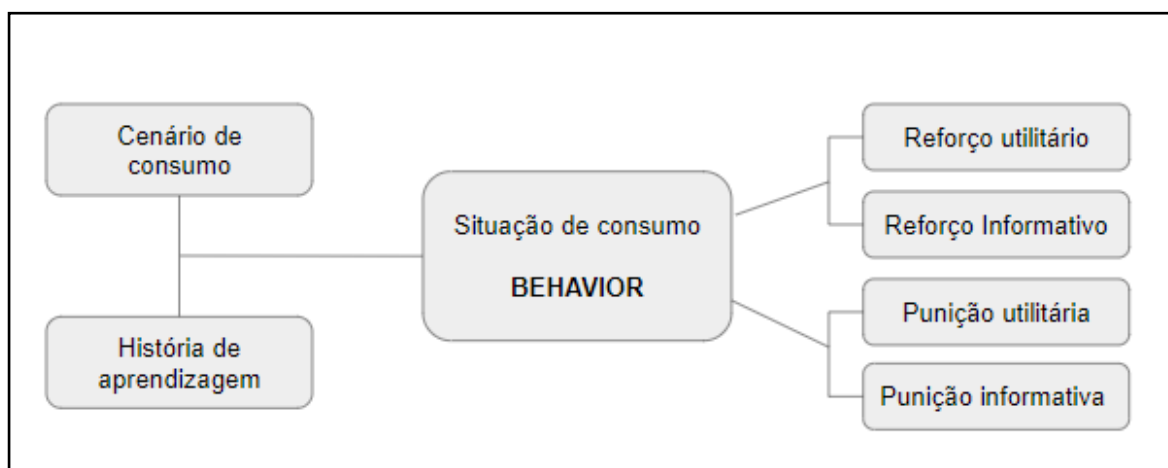 Cenário de
consumo
História de
aprendizagem
Situação de consumo
BEHAVIOR
Reforço utilitário
Reforço Informativo
Punição utilitária
Punição informativa